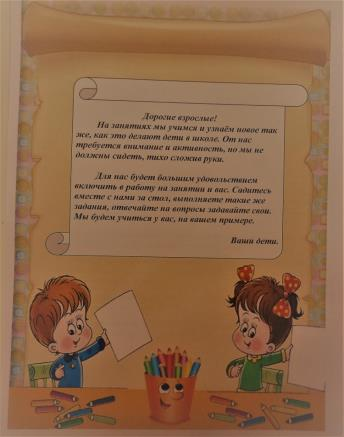 Дорогие взрослые!
На занятиях мы учимся и узнаём новое так
же, как это делают дети в школе. От нас
требуется внимание и активность, но мы не
должны сидеть, тихо сложив руки.
Для нас будет большим удовольствием
включить в работу на занятии и вас. Садитесь
вместе с нами за стол, выполняете такие же
задания, отвечайте на вопросы задавайте свои.
Мы будем учиться у вас, на вашем примере.
Ваши дети.